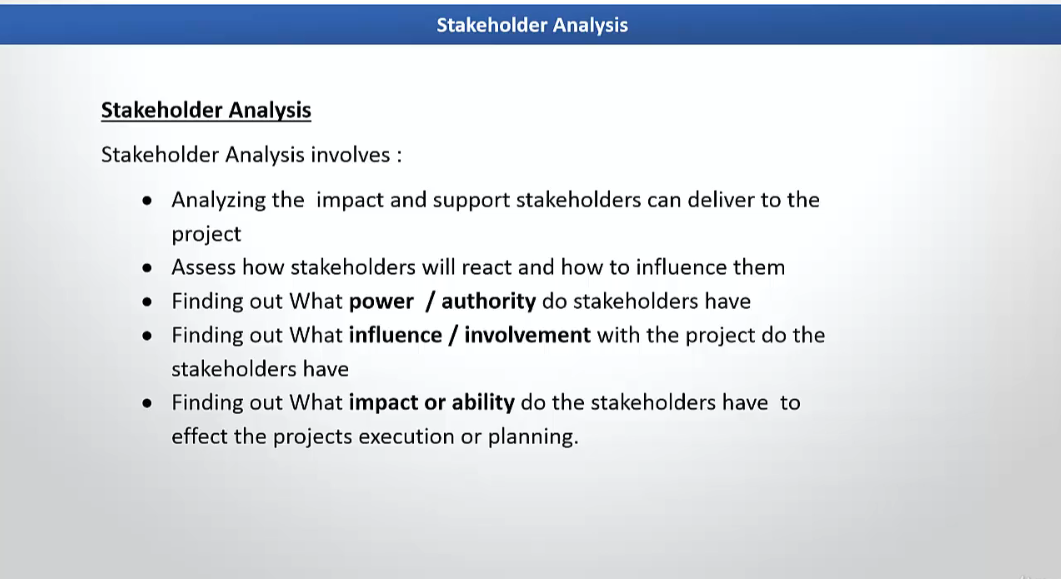 Stakeholder Analysis
Stakeholder Analysis
Stakeholder Analysis involves :
• Analyzing the impact and support stakeholders can deliver to the
project
• Assess how stakeholders will react and how to influence them
• Finding out What power / authority do stakeholders have
• Finding out What influence / involvement with the project do the
stakeholders have
• Finding out What impact or ability do the stakeholders have to
effect the projects execution or planning.